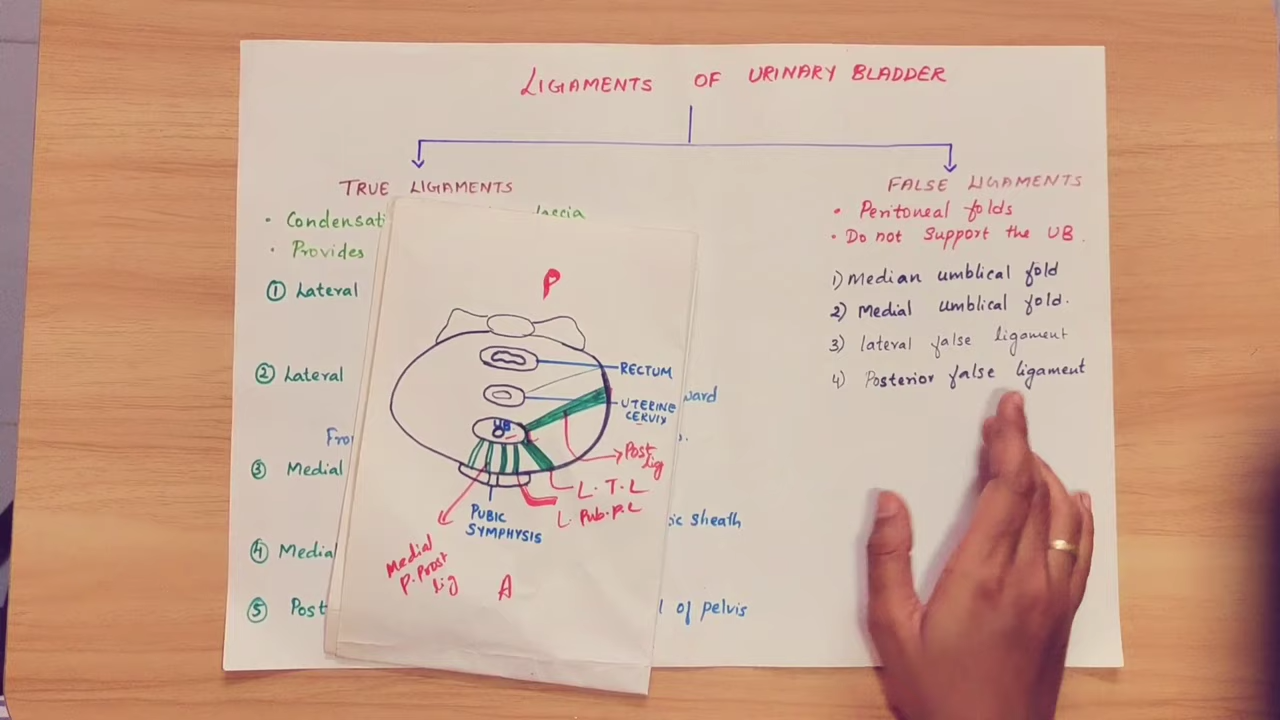 LIGAMENTS OF URINARY BLADDER
TRUE LIGAMENTS
• Condensati
• Provides
① Lateral
② Lateral
ward
③ Medial
ic sheath
④ Medial
⑤ Post
l of pelvis
P
RECTUM
UTERINE
CERVIX
UB
Post
lig
L. T. L
L. Pub. P. L
PUBIC
SYMPHYSIS
Medial
P. Prost
lig
A
FALSE LIGAMENTS
• Peritoneal folds
• Do not support the UB.
1) Median umblical fold
2) Medial umblical fold.
3) lateral false ligament
4) Posterior false ligament